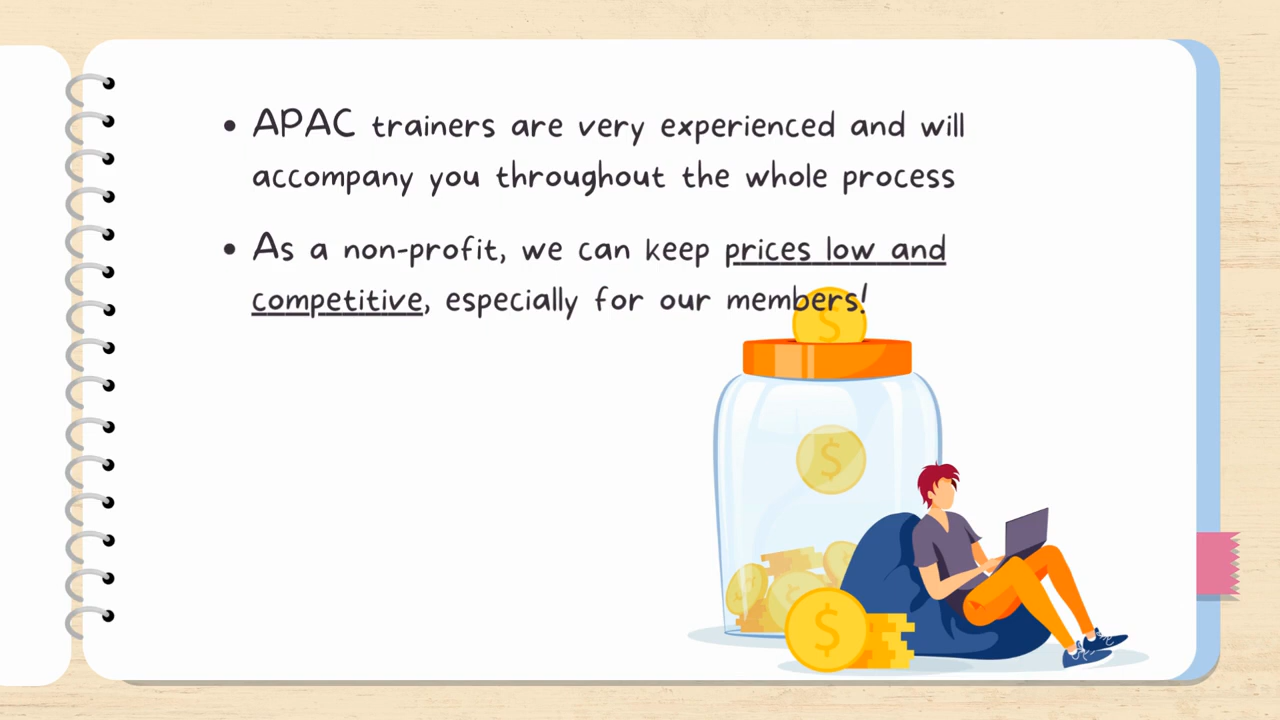 • APAC trainers are very experienced and will
accompany you throughout the whole process
• As a non-profit, we can keep prices low and
competitive, especially for our members!
$
$
$